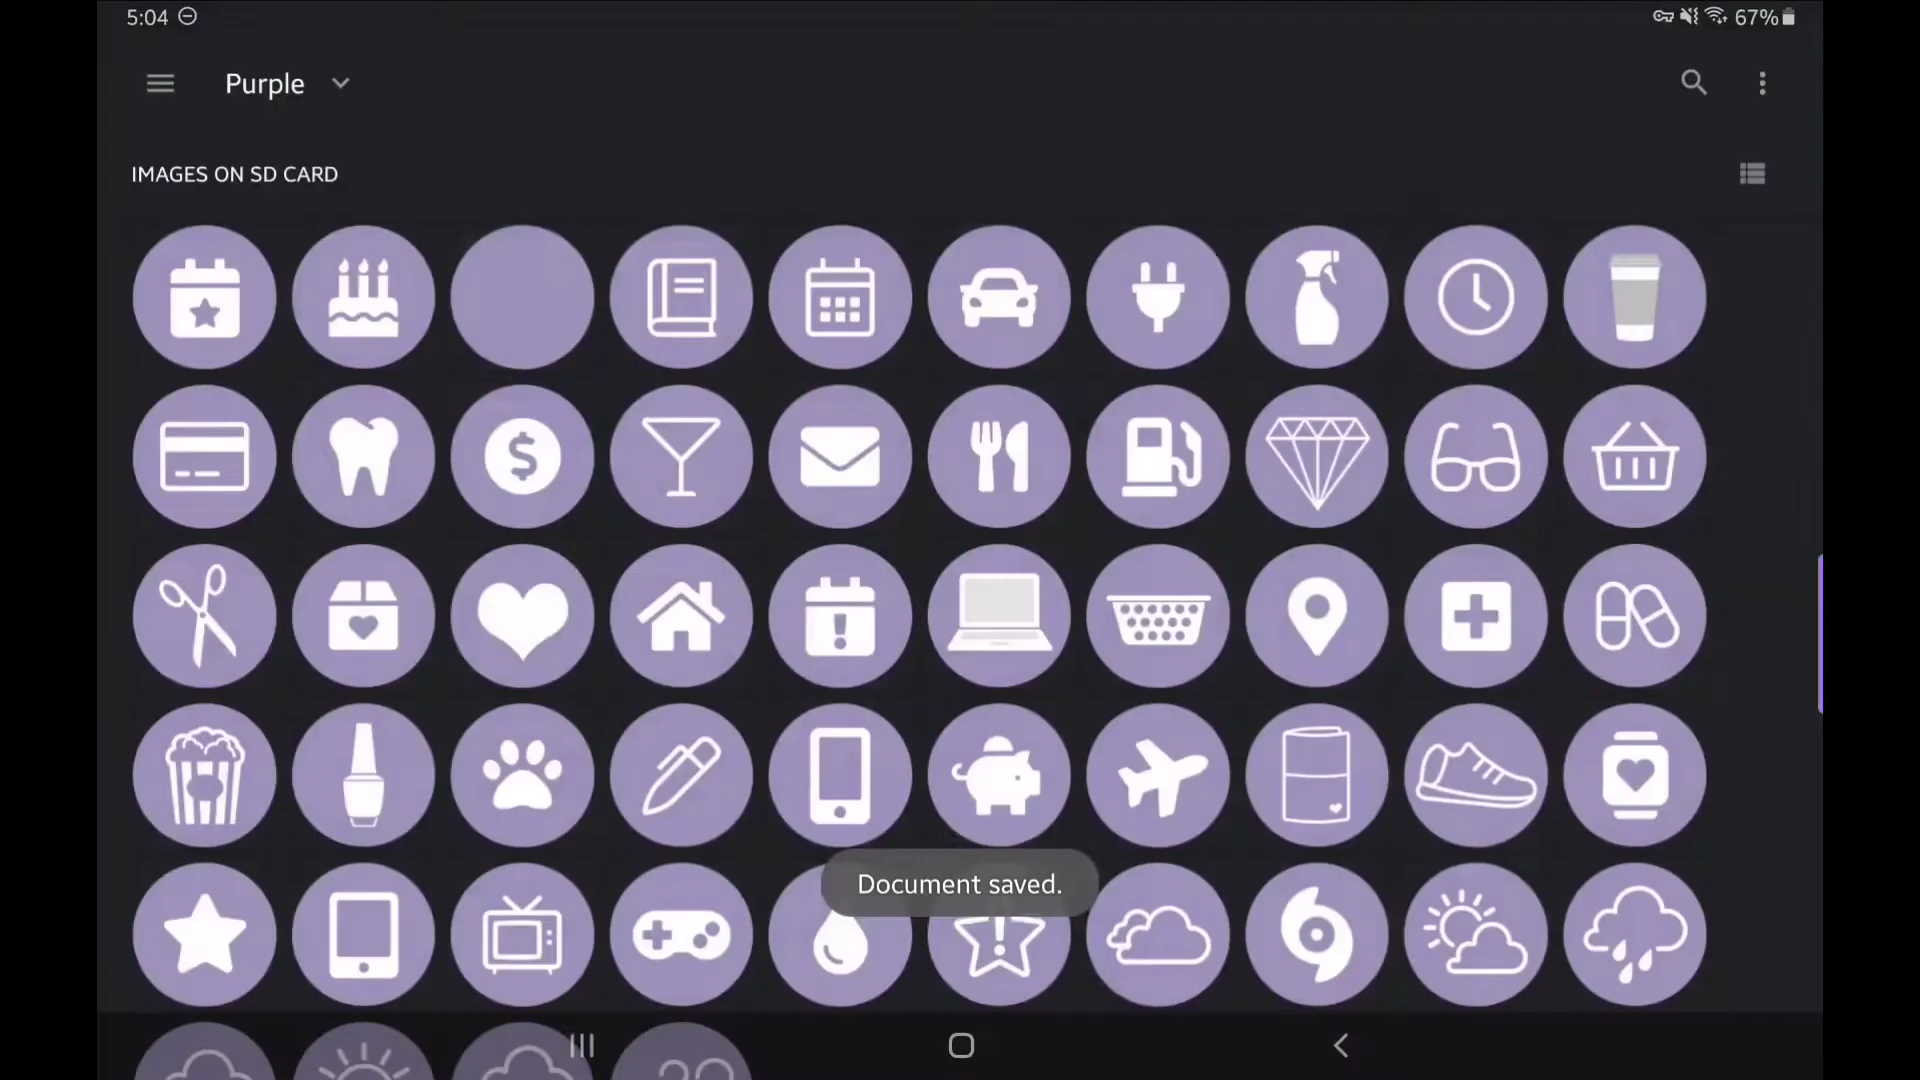 5:04
67%
Purple
IMAGES ON SD CARD
$
Document saved.